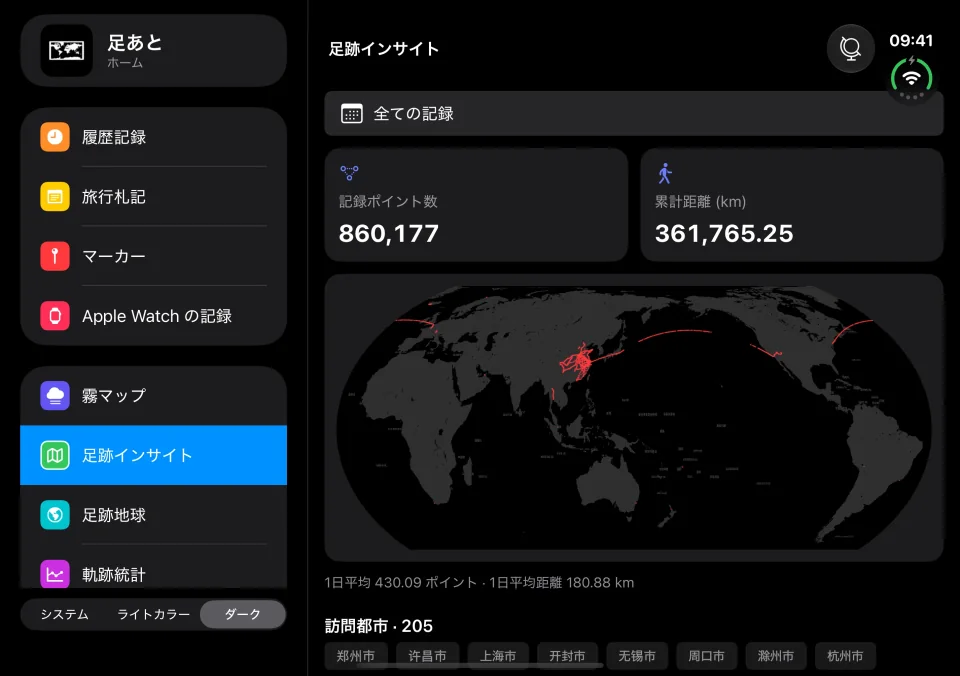 足あと
ホーム
履歴記録
旅行札記
マーカー
Apple Watch の記録
霧マップ
足跡インサイト
足跡地球
軌跡統計
システム ライトカラー ダーク
足跡インサイト
09:41
全ての記録
記録ポイント数
860,177
累計距離 (km)
361,765.25
1日平均 430.09 ポイント · 1日平均距離 180.88 km
訪問都市 · 205
郑州市 许昌市 上海市 开封市 无锡市 周口市 滁州市 杭州市